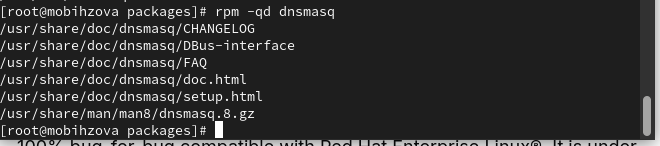 [root@mobihzova packages]# rpm -qd dnsmasq
/usr/share/doc/dnsmasq/CHANGELOG
/usr/share/doc/dnsmasq/DBus-interface
/usr/share/doc/dnsmasq/FAQ
/usr/share/doc/dnsmasq/doc.html
/usr/share/doc/dnsmasq/setup.html
/usr/share/man/man8/dnsmasq.8.gz
[root@mobihzova packages]#
100% bug-for-bug compatible with Red Hat Enterprise Linux®. It is under